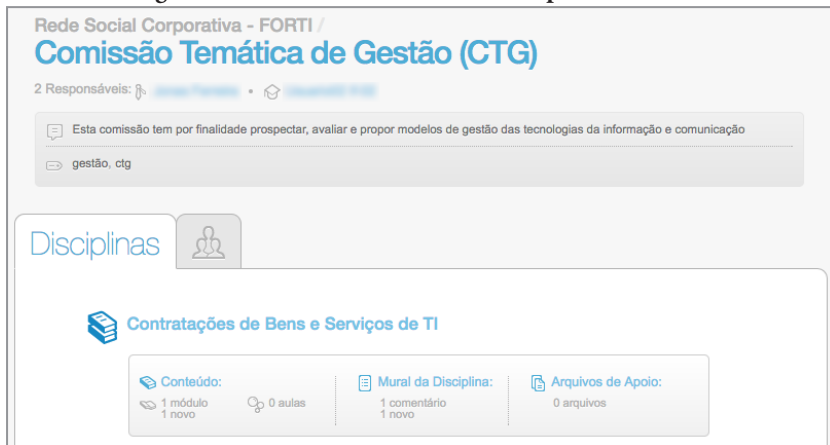 Rede Social Corporativa - FORTI /
Comissão Temática de Gestão (CTG)
2 Responsáveis:
Esta comissão tem por finalidade prospectar, avaliar e propor modelos de gestão das tecnologias da informação e comunicação
gestão, ctg
Disciplinas
Contratações de Bens e Serviços de TI
Conteúdo:
1 módulo
1 novo
0 aulas
Mural da Disciplina:
1 comentário
1 novo
Arquivos de Apoio:
0 arquivos